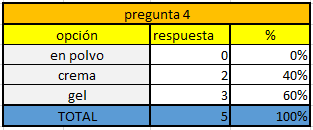 pregunta 4
opción respuesta %
en polvo 0 0%
crema 2 40%
gel 3 60%
TOTAL 5 100%